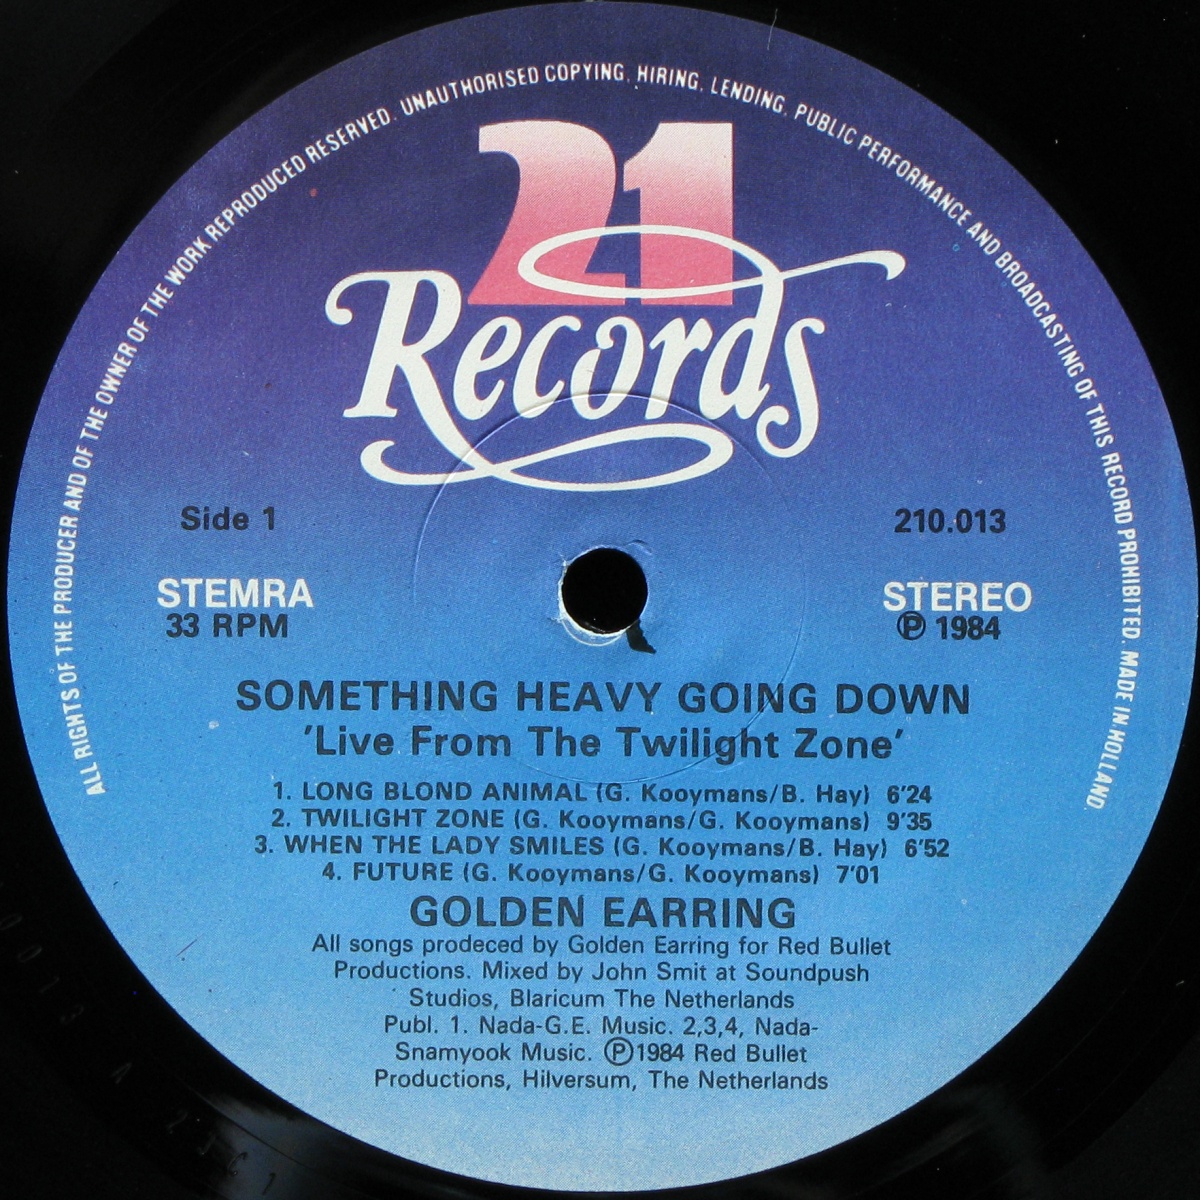 ALL RIGHTS OF THE PRODUCER AND OF THE OWNER OF THE WORK REPRODUCED RESERVED. UNAUTHORISED COPYING, HIRING, LENDING, PUBLIC PERFORMANCE AND BROADCASTING OF THIS RECORD PROHIBITED. MADE IN HOLLAND
21
Records
Side 1
210.013
STEMRA
STEREO
33 RPM
℗ 1984
SOMETHING HEAVY GOING DOWN
'Live From The Twilight Zone'
1. LONG BLOND ANIMAL (G. Kooymans/B. Hay) 6'24
2. TWILIGHT ZONE (G. Kooymans/G. Kooymans) 9'35
3. WHEN THE LADY SMILES (G. Kooymans/B. Hay) 6'52
4. FUTURE (G. Kooymans/G. Kooymans) 7'01
GOLDEN EARRING
All songs prodeced by Golden Earring for Red Bullet
Productions. Mixed by John Smit at Soundpush
Studios, Blaricum The Netherlands
Publ. 1. Nada-G.E. Music. 2,3,4, Nada-
Snamyook Music. ℗1984 Red Bullet
Productions, Hilversum, The Netherlands